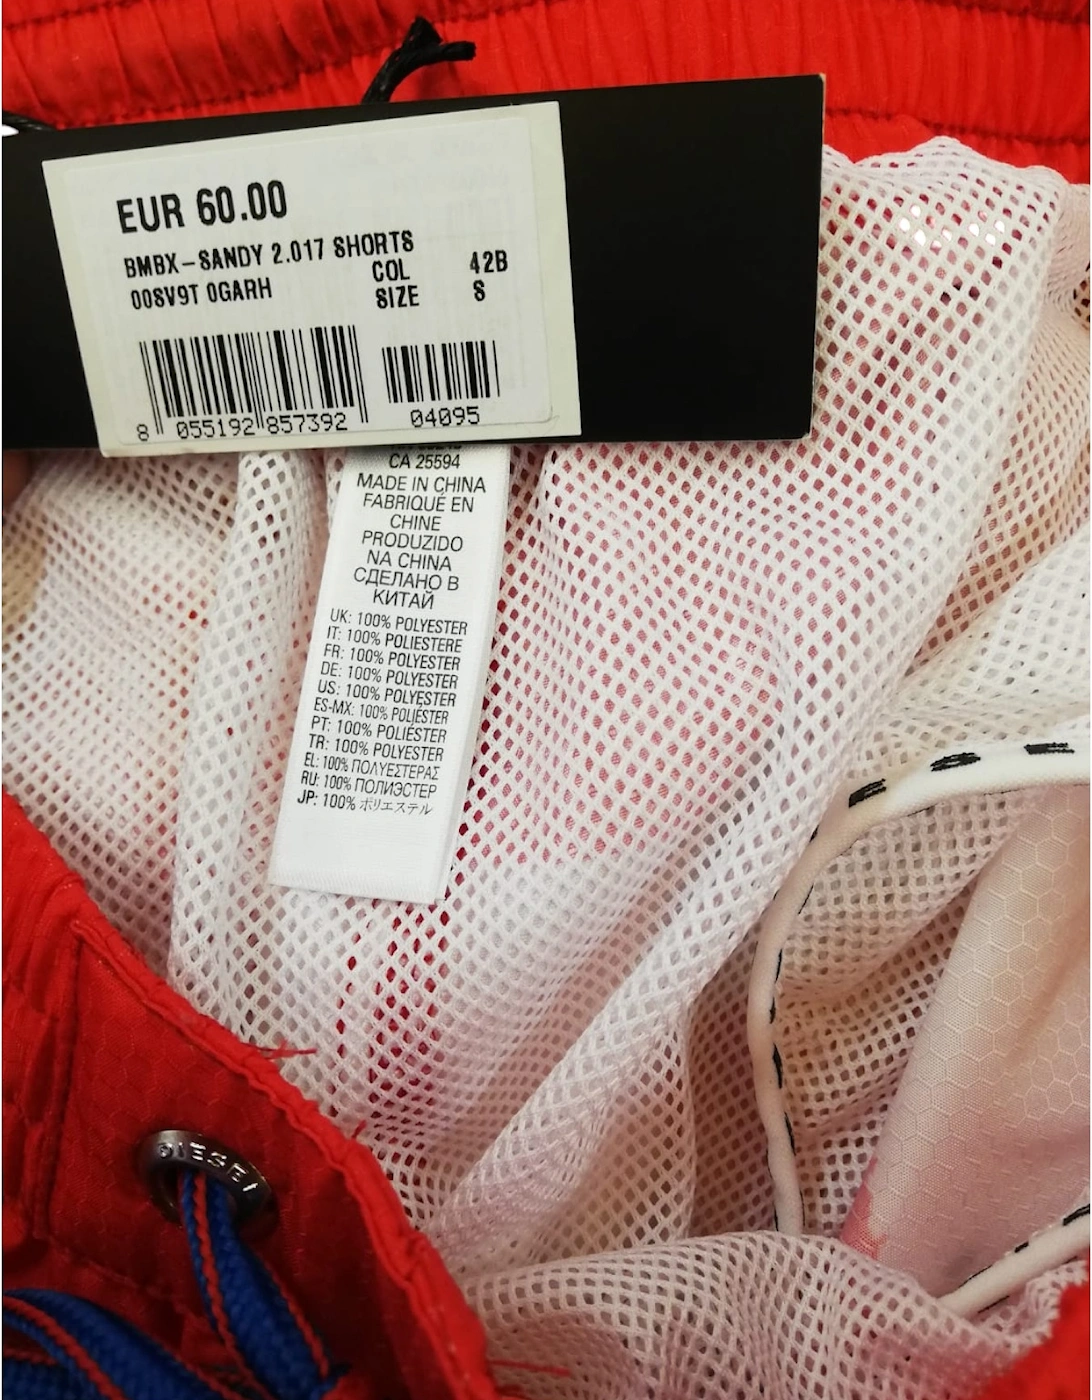 EUR 60.00
BMBX-SANDY 2.017 SHORTS
00SV9T 0GARH COL 42B
SIZE S
8 055192 857392 04095
CA 25594
MADE IN CHINA
FABRIQUÉ EN
CHINE
PRODUZIDO
NA CHINA
СДЕЛАНО В
КИТАЙ
UK: 100% POLYESTER
IT: 100% POLIESTERE
FR: 100% POLYESTER
DE: 100% POLYESTER
US: 100% POLYESTER
ES-MX: 100% POLIÉSTER
PT: 100% POLIÉSTER
TR: 100% POLYESTER
EL: 100% ΠΟΛΥΕΣΤΕΡΑΣ
RU: 100% ПОЛИЭСТЕР
JP: 100% ポリエステル
DIESEL